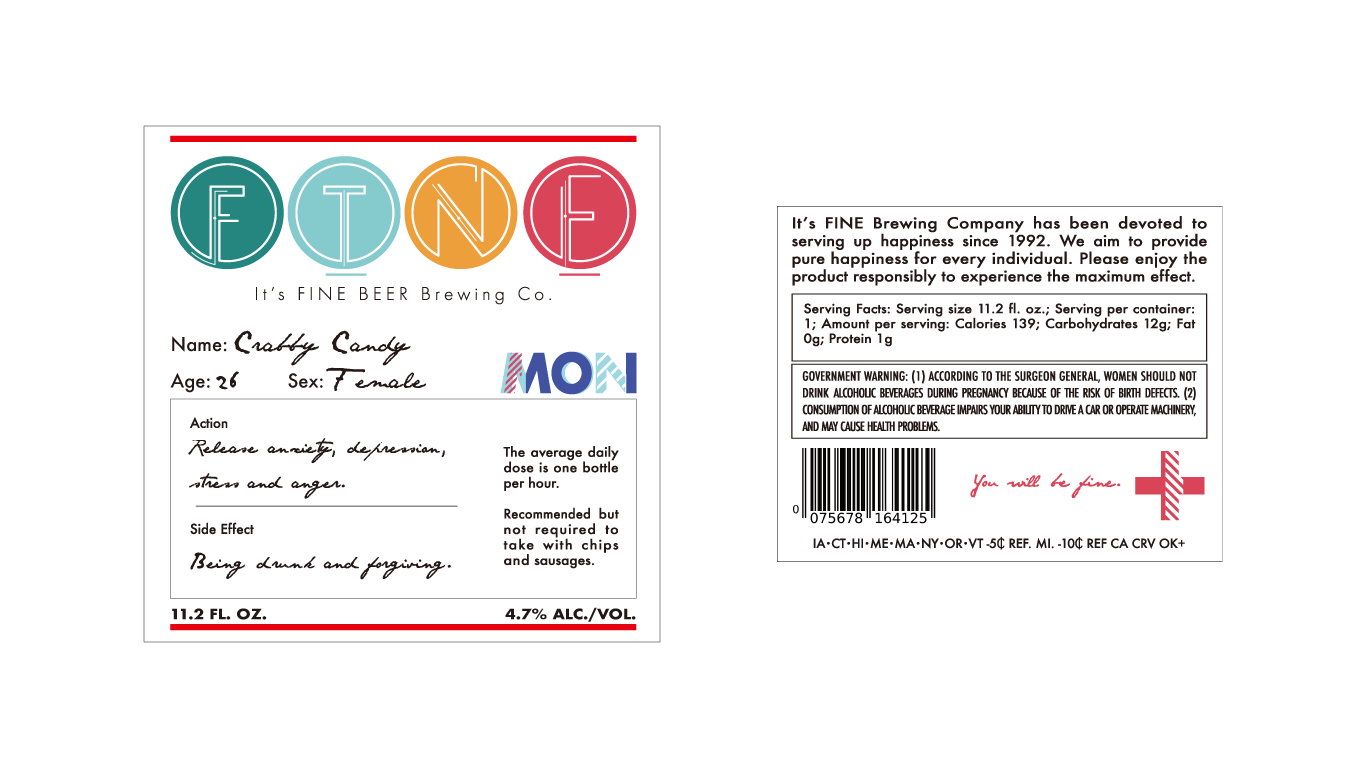 FINE
It's FINE BEER Brewing Co.
Name: Crabby Candy
Age: 26 Sex: Female
MON
Action
Release anxiety, depression,
stress and anger.
Side Effect
Being drunk and forgiving.
The average daily
dose is one bottle
per hour.
Recommended but
not required to
take with chips
and sausages.
11.2 FL. OZ. 4.7% ALC./VOL.
It's FINE Brewing Company has been devoted to
serving up happiness since 1992. We aim to provide
pure happiness for every individual. Please enjoy the
product responsibly to experience the maximum effect.
Serving Facts: Serving size 11.2 fl. oz.; Serving per container:
1; Amount per serving: Calories 139; Carbohydrates 12g; Fat
0g; Protein 1g
GOVERNMENT WARNING: (1) ACCORDING TO THE SURGEON GENERAL, WOMEN SHOULD NOT
DRINK ALCOHOLIC BEVERAGES DURING PREGNANCY BECAUSE OF THE RISK OF BIRTH DEFECTS. (2)
CONSUMPTION OF ALCOHOLIC BEVERAGE IMPAIRS YOUR ABILITY TO DRIVE A CAR OR OPERATE MACHINERY,
AND MAY CAUSE HEALTH PROBLEMS.
0 075678 164125
You will be fine.
IA•CT•HI•ME•MA•NY•OR•VT -5₵ REF. MI. -10₵ REF CA CRV OK+